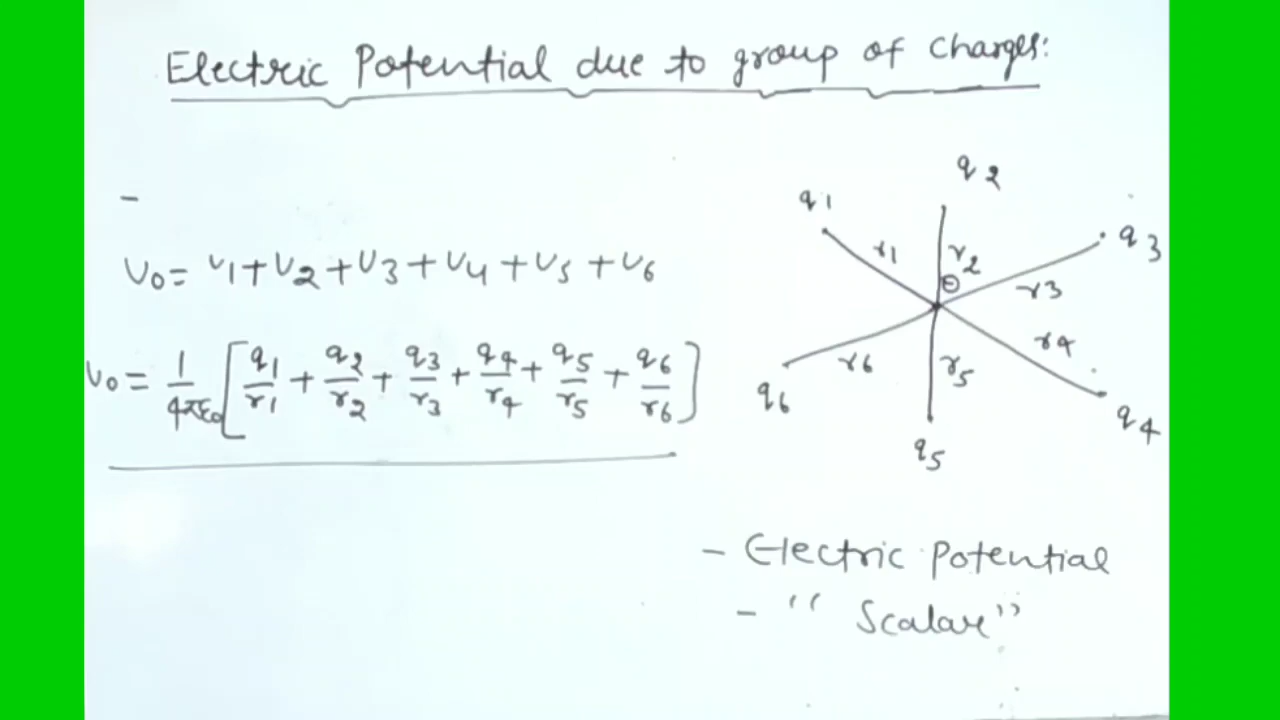 Electric Potential due to group of charges:
-
V0 = V1 + V2 + V3 + V4 + V5 + V6
V0 = 1/4πε0 [ q1/r1 + q2/r2 + q3/r3 + q4/r4 + q5/r5 + q6/r6 ]
q1
q2
q3
r1
r2
r3
r4
r6
r5
q6
q5
q4
- Electric Potential
- "Scalar"